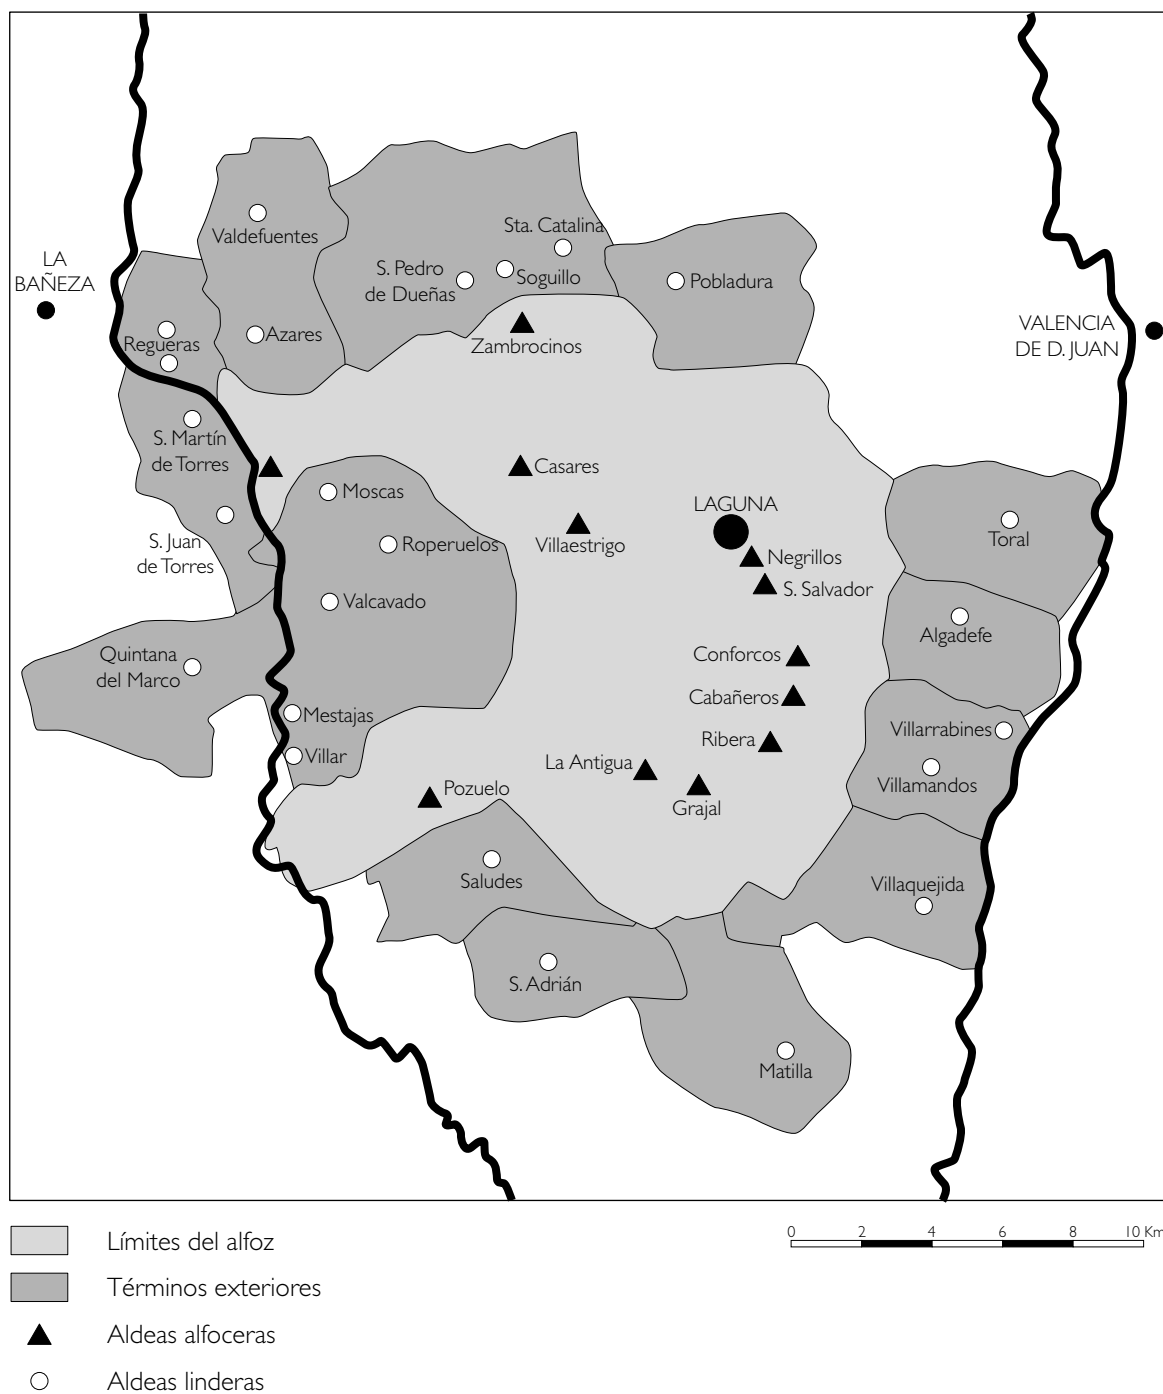 Valdefuentes
Sta. Catalina
LA
BAÑEZA
S. Pedro
de Dueñas
Soguillo
Pobladura
Regueras
Azares
Zambrocinos
VALENCIA
DE D. JUAN
S. Martín
de Torres
Casares
Moscas
LAGUNA
S. Juan
de Torres
Roperuelos
Villaestrigo
Negrillos
Toral
S. Salvador
Valcavado
Algadefe
Quintana
del Marco
Conforcos
Cabañeros
Mestajas
Ribera
Villarrabines
Villar
La Antigua
Villamandos
Pozuelo
Grajal
Saludes
Villaquejida
S. Adrián
Matilla
0 2 4 6 8 10 Km
Límites del alfoz
Términos exteriores
Aldeas alfoceras
Aldeas linderas